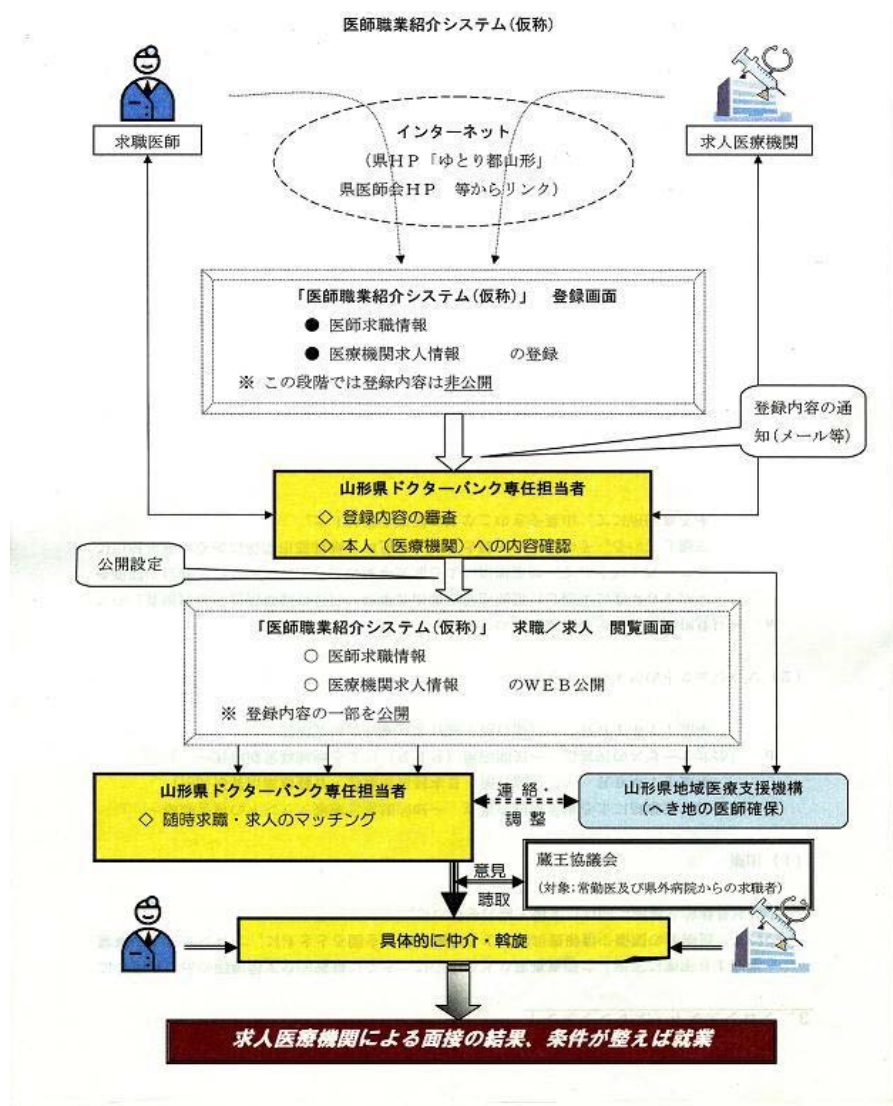 医師職業紹介システム(仮称)
求職医師
求人医療機関
インターネット
(県HP「ゆとり都山形」
県医師会HP 等からリンク)
「医師職業紹介システム(仮称)」 登録画面
● 医師求職情報
● 医療機関求人情報 の登録
※ この段階では登録内容は非公開
登録内容の通
知(メール等)
山形県ドクターバンク専任担当者
◇ 登録内容の審査
◇ 本人(医療機関)への内容確認
公開設定
「医師職業紹介システム(仮称)」 求職/求人 閲覧画面
○ 医師求職情報
○ 医療機関求人情報 のWEB公開
※ 登録内容の一部を公開
山形県ドクターバンク専任担当者
◇ 随時求職・求人のマッチング
連絡・
調整
山形県地域医療支援機構
(へき地の医師確保)
意見
聴取
蔵王協議会
(対象;常勤医及び県外病院からの求職者)
具体的に仲介・斡旋
求人医療機関による面接の結果、条件が整えば就業